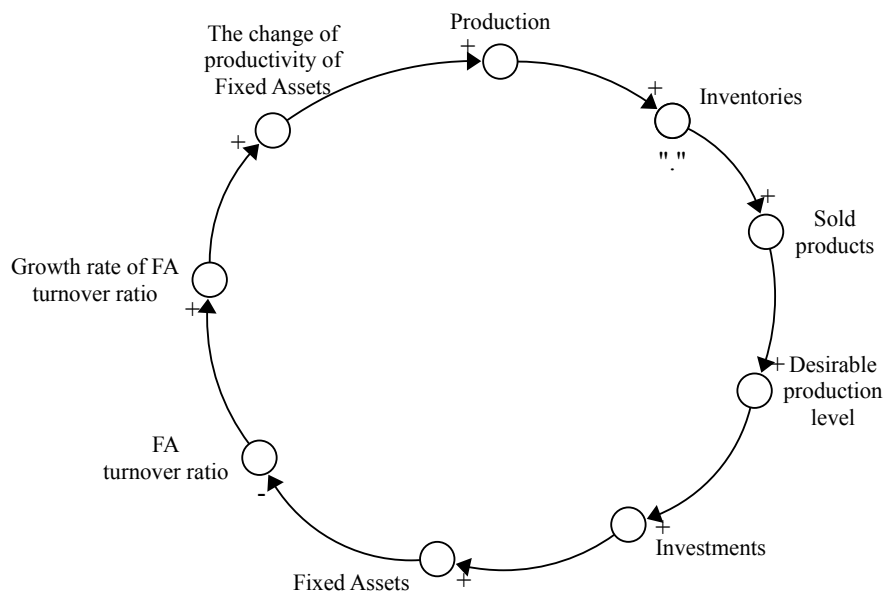 Production
+
The change of
productivity of
Fixed Assets
+
Inventories
"."
+
+
Sold
products
Growth rate of FA
turnover ratio
+
+
Desirable
production
level
FA
turnover ratio
-
+
Investments
Fixed Assets
+